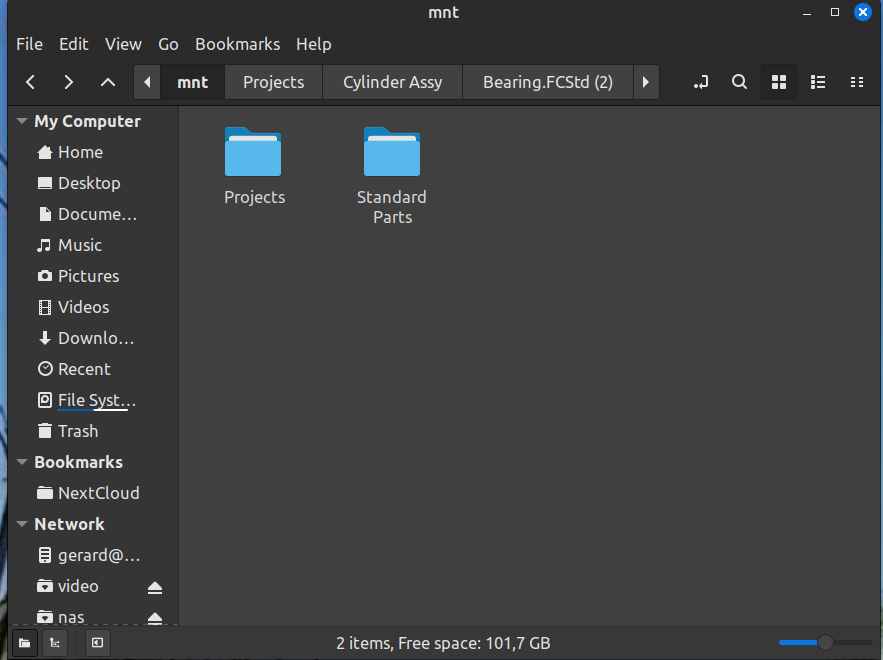 mnt
File Edit View Go Bookmarks Help
mnt Projects Cylinder Assy Bearing.FCStd (2)
My Computer
Home
Desktop
Docume…
Music
Pictures
Videos
Downlo…
Recent
File Syst…
Trash
Bookmarks
NextCloud
Network
gerard@…
video
nas
Projects
Standard
Parts
2 items, Free space: 101,7 GB